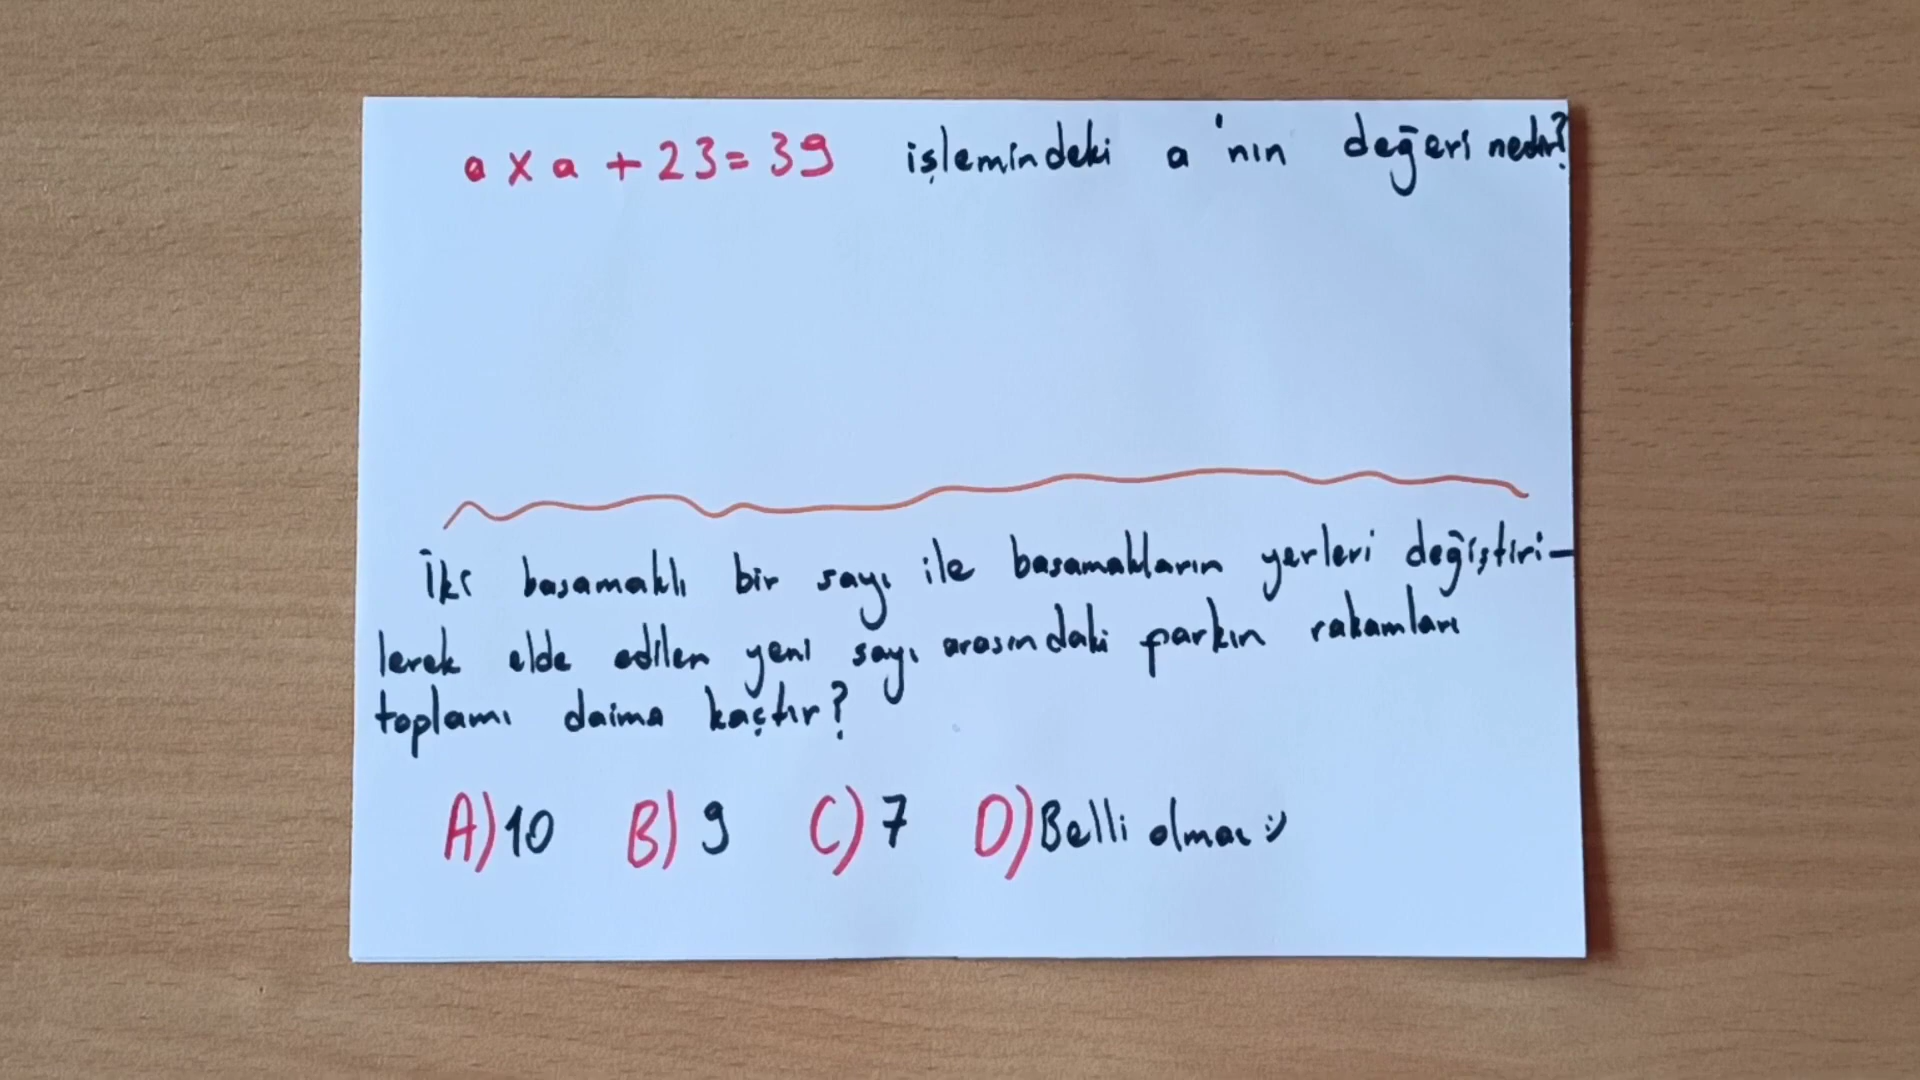 a x a + 23 = 39 işlemindeki a'nın değeri nedir?
İki basamaklı bir sayı ile basamakların yerleri değiştiri-
lerek elde edilen yeni sayı arasındaki farkın rakamları
toplamı daima kaçtır?
A) 10 B) 9 C) 7 D) Belli olmaz :)